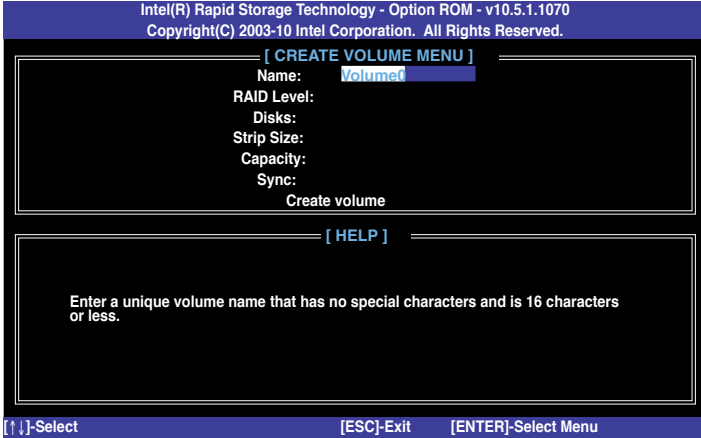 Intel(R) Rapid Storage Technology - Option ROM - v10.5.1.1070
Copyright(C) 2003-10 Intel Corporation. All Rights Reserved.
[ CREATE VOLUME MENU ]
Name: Volume0
RAID Level:
Disks:
Strip Size:
Capacity:
Sync:
Create volume
[ HELP ]
Enter a unique volume name that has no special characters and is 16 characters
or less.
[↑↓]-Select [ESC]-Exit [ENTER]-Select Menu